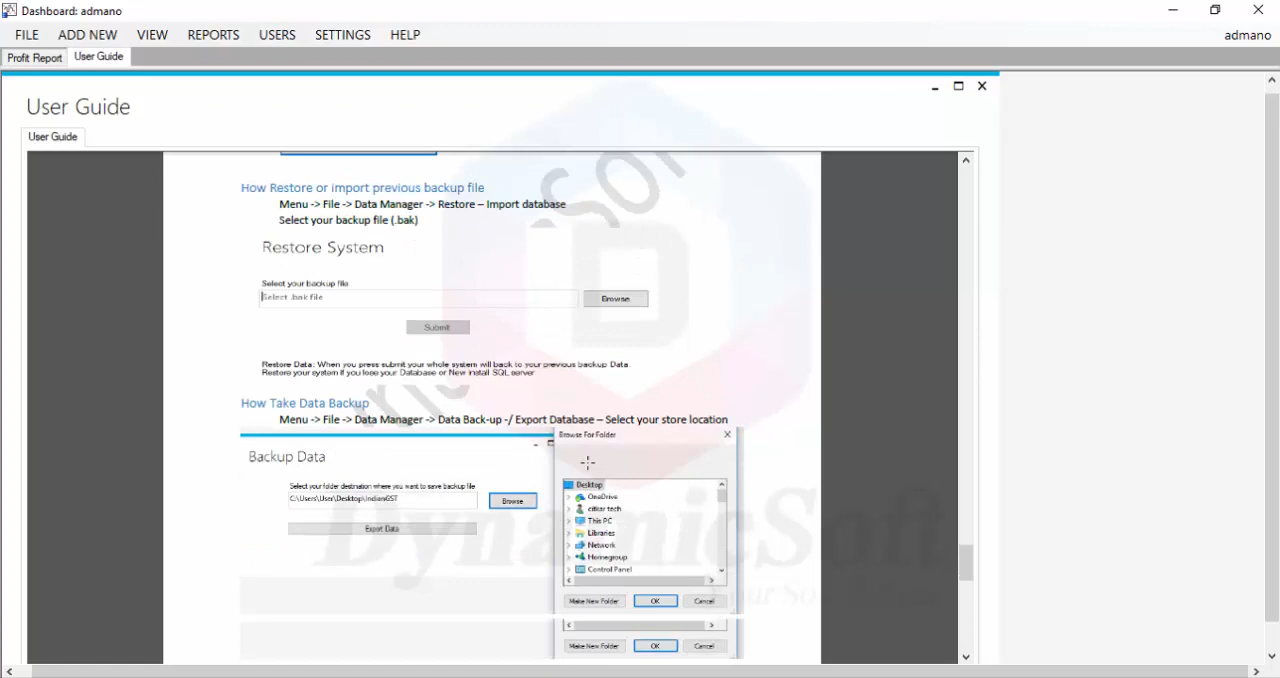 Dashboard: admano
FILE ADD NEW VIEW REPORTS USERS SETTINGS HELP admano
Profit Report User Guide
User Guide
User Guide
How Restore or import previous backup file
Menu -> File -> Data Manager -> Restore – Import database
Select your backup file (.bak)
Restore System
Select your backup file
Select .bak file Browse
Submit
Restore Data: When you press submit your whole system will back to your previous backup Data.
Restore your system if you lose your Database or New install SQL server
How Take Data Backup
Menu -> File -> Data Manager -> Data Back-up -/ Export Database – Select your store location
Browse For Folder
Backup Data
Select your folder destination where you want to save backup file
C:\Users\User\Desktop\IndianGST Browse
Export Data
Desktop
OneDrive
citkar tech
This PC
Libraries
Network
Homegroup
Control Panel
Make New Folder OK Cancel
Make New Folder OK Cancel
DynamicSoft